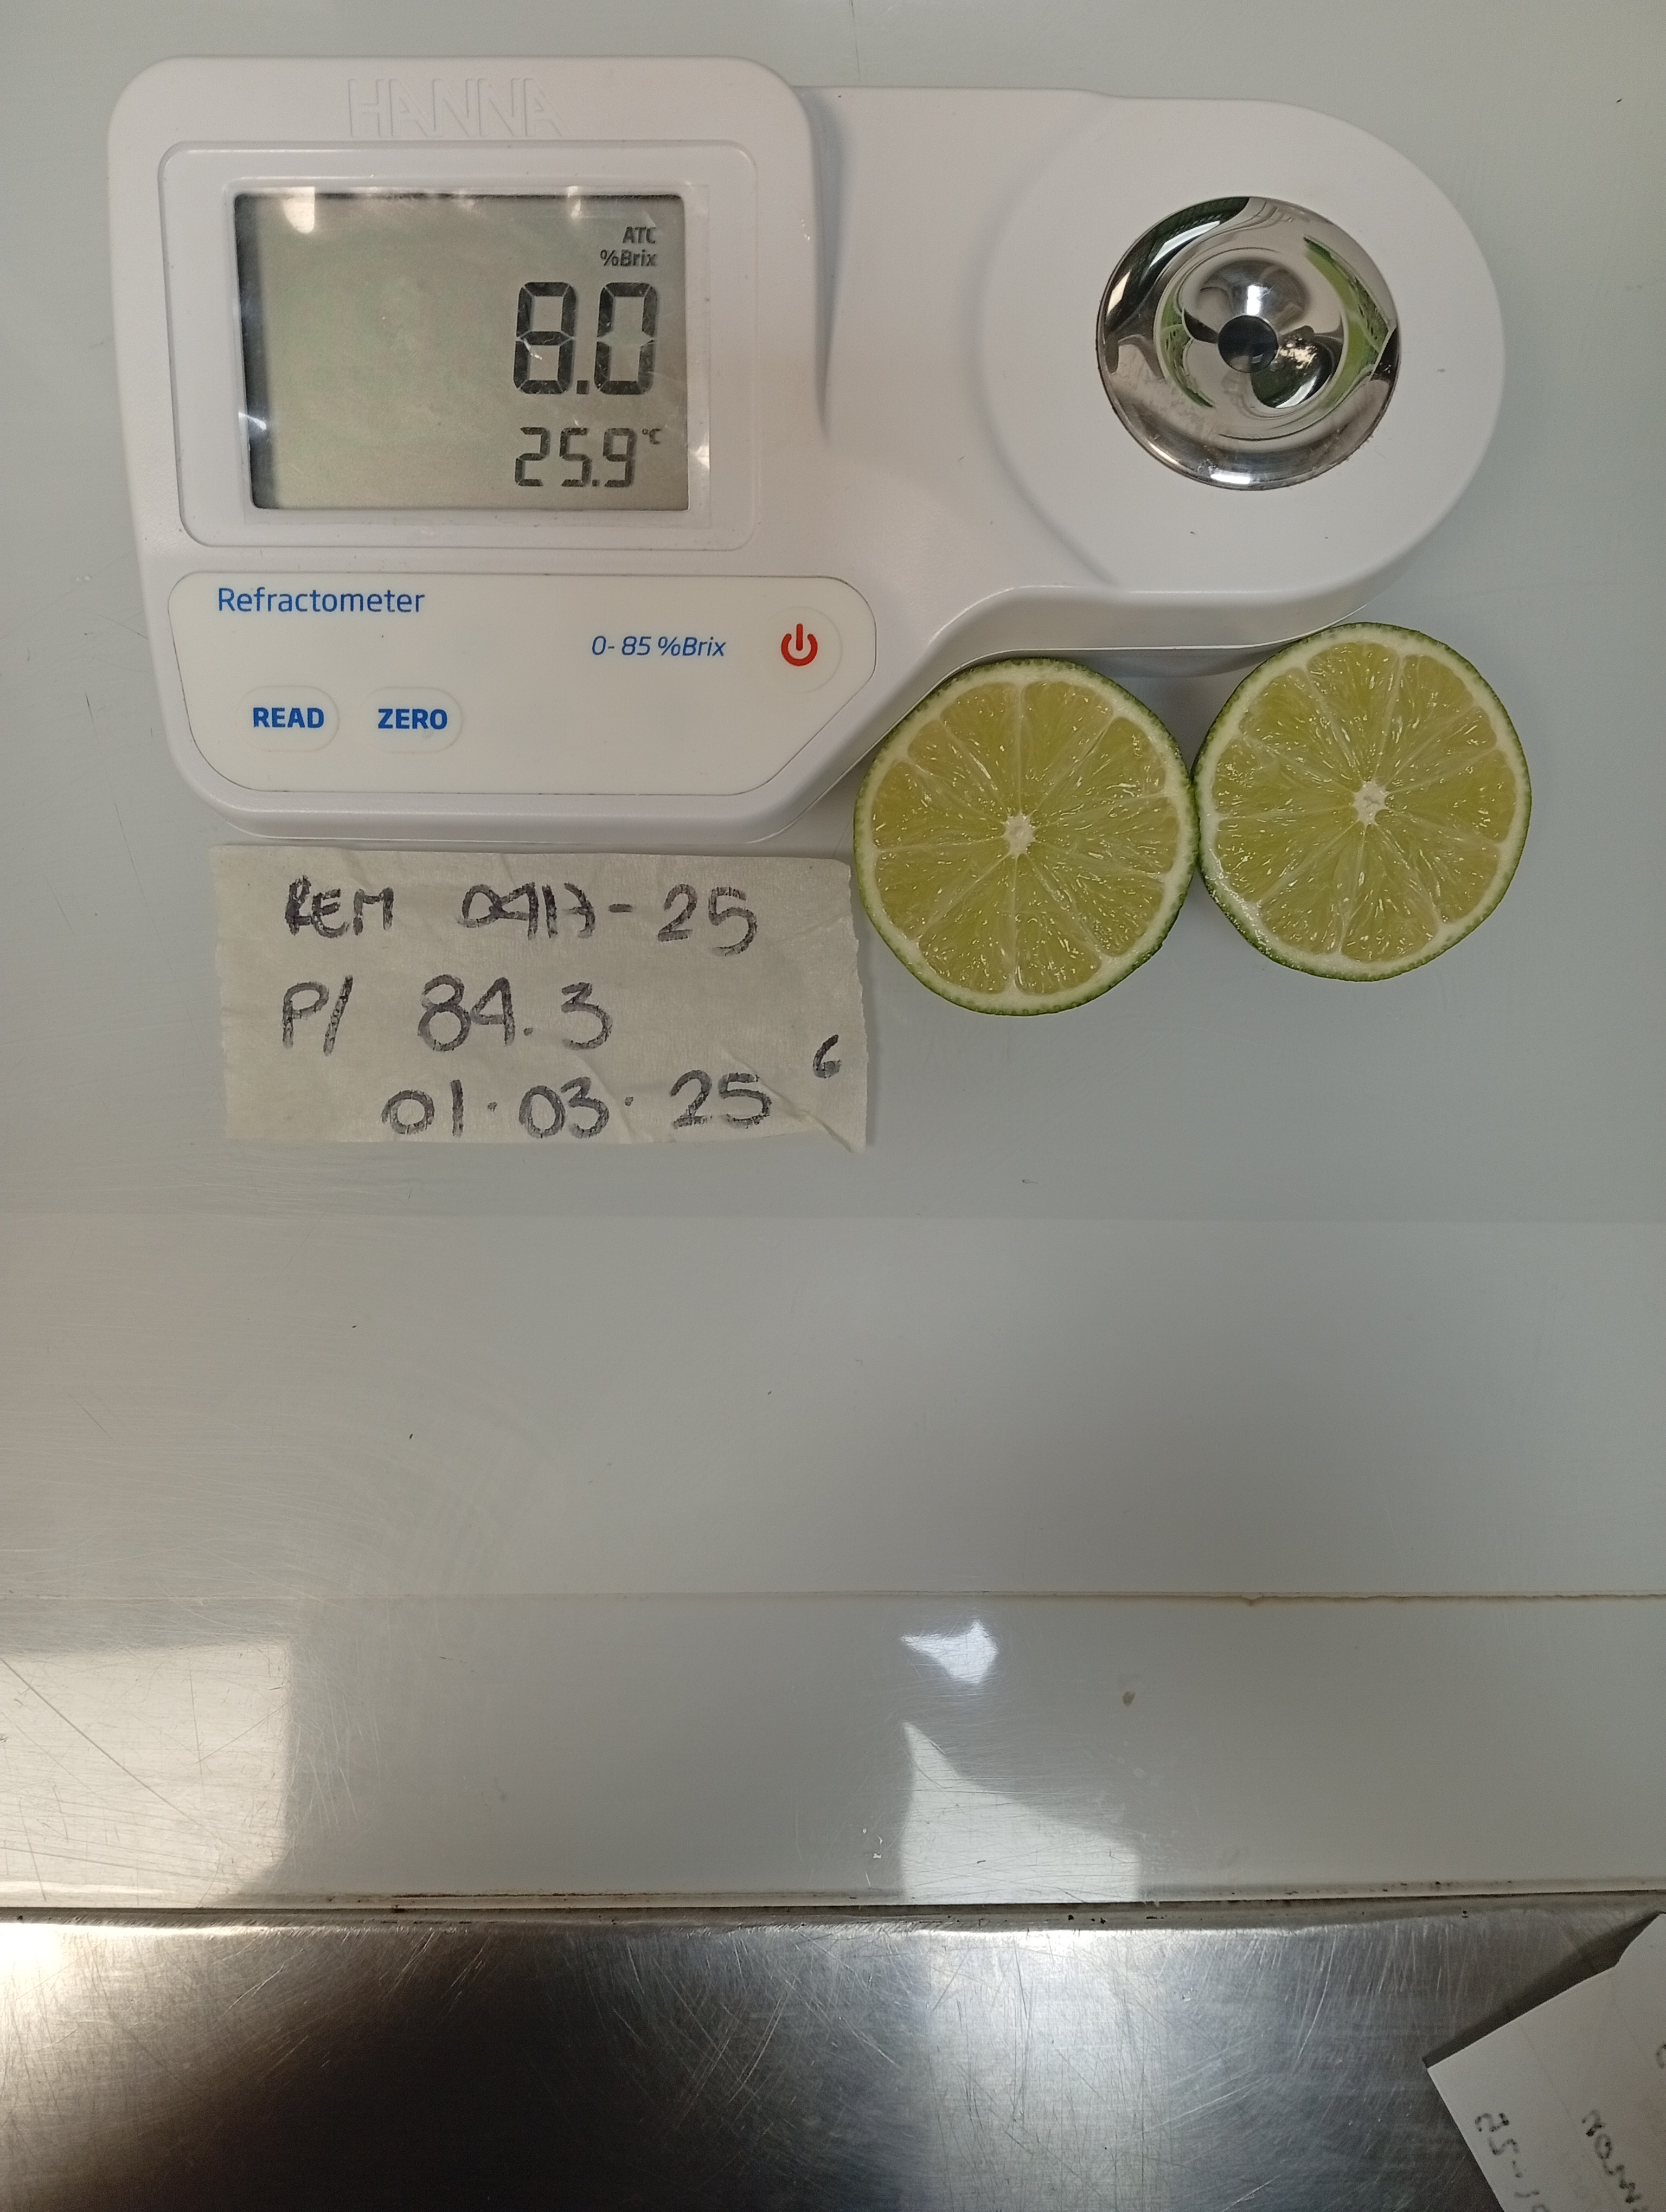 HANNA
ATC
%Brix
8.0
25.9 °C
Refractometer
0- 85 %Brix
READ ZERO
REM 0417-25
P/ 84.3
01.03.25 6